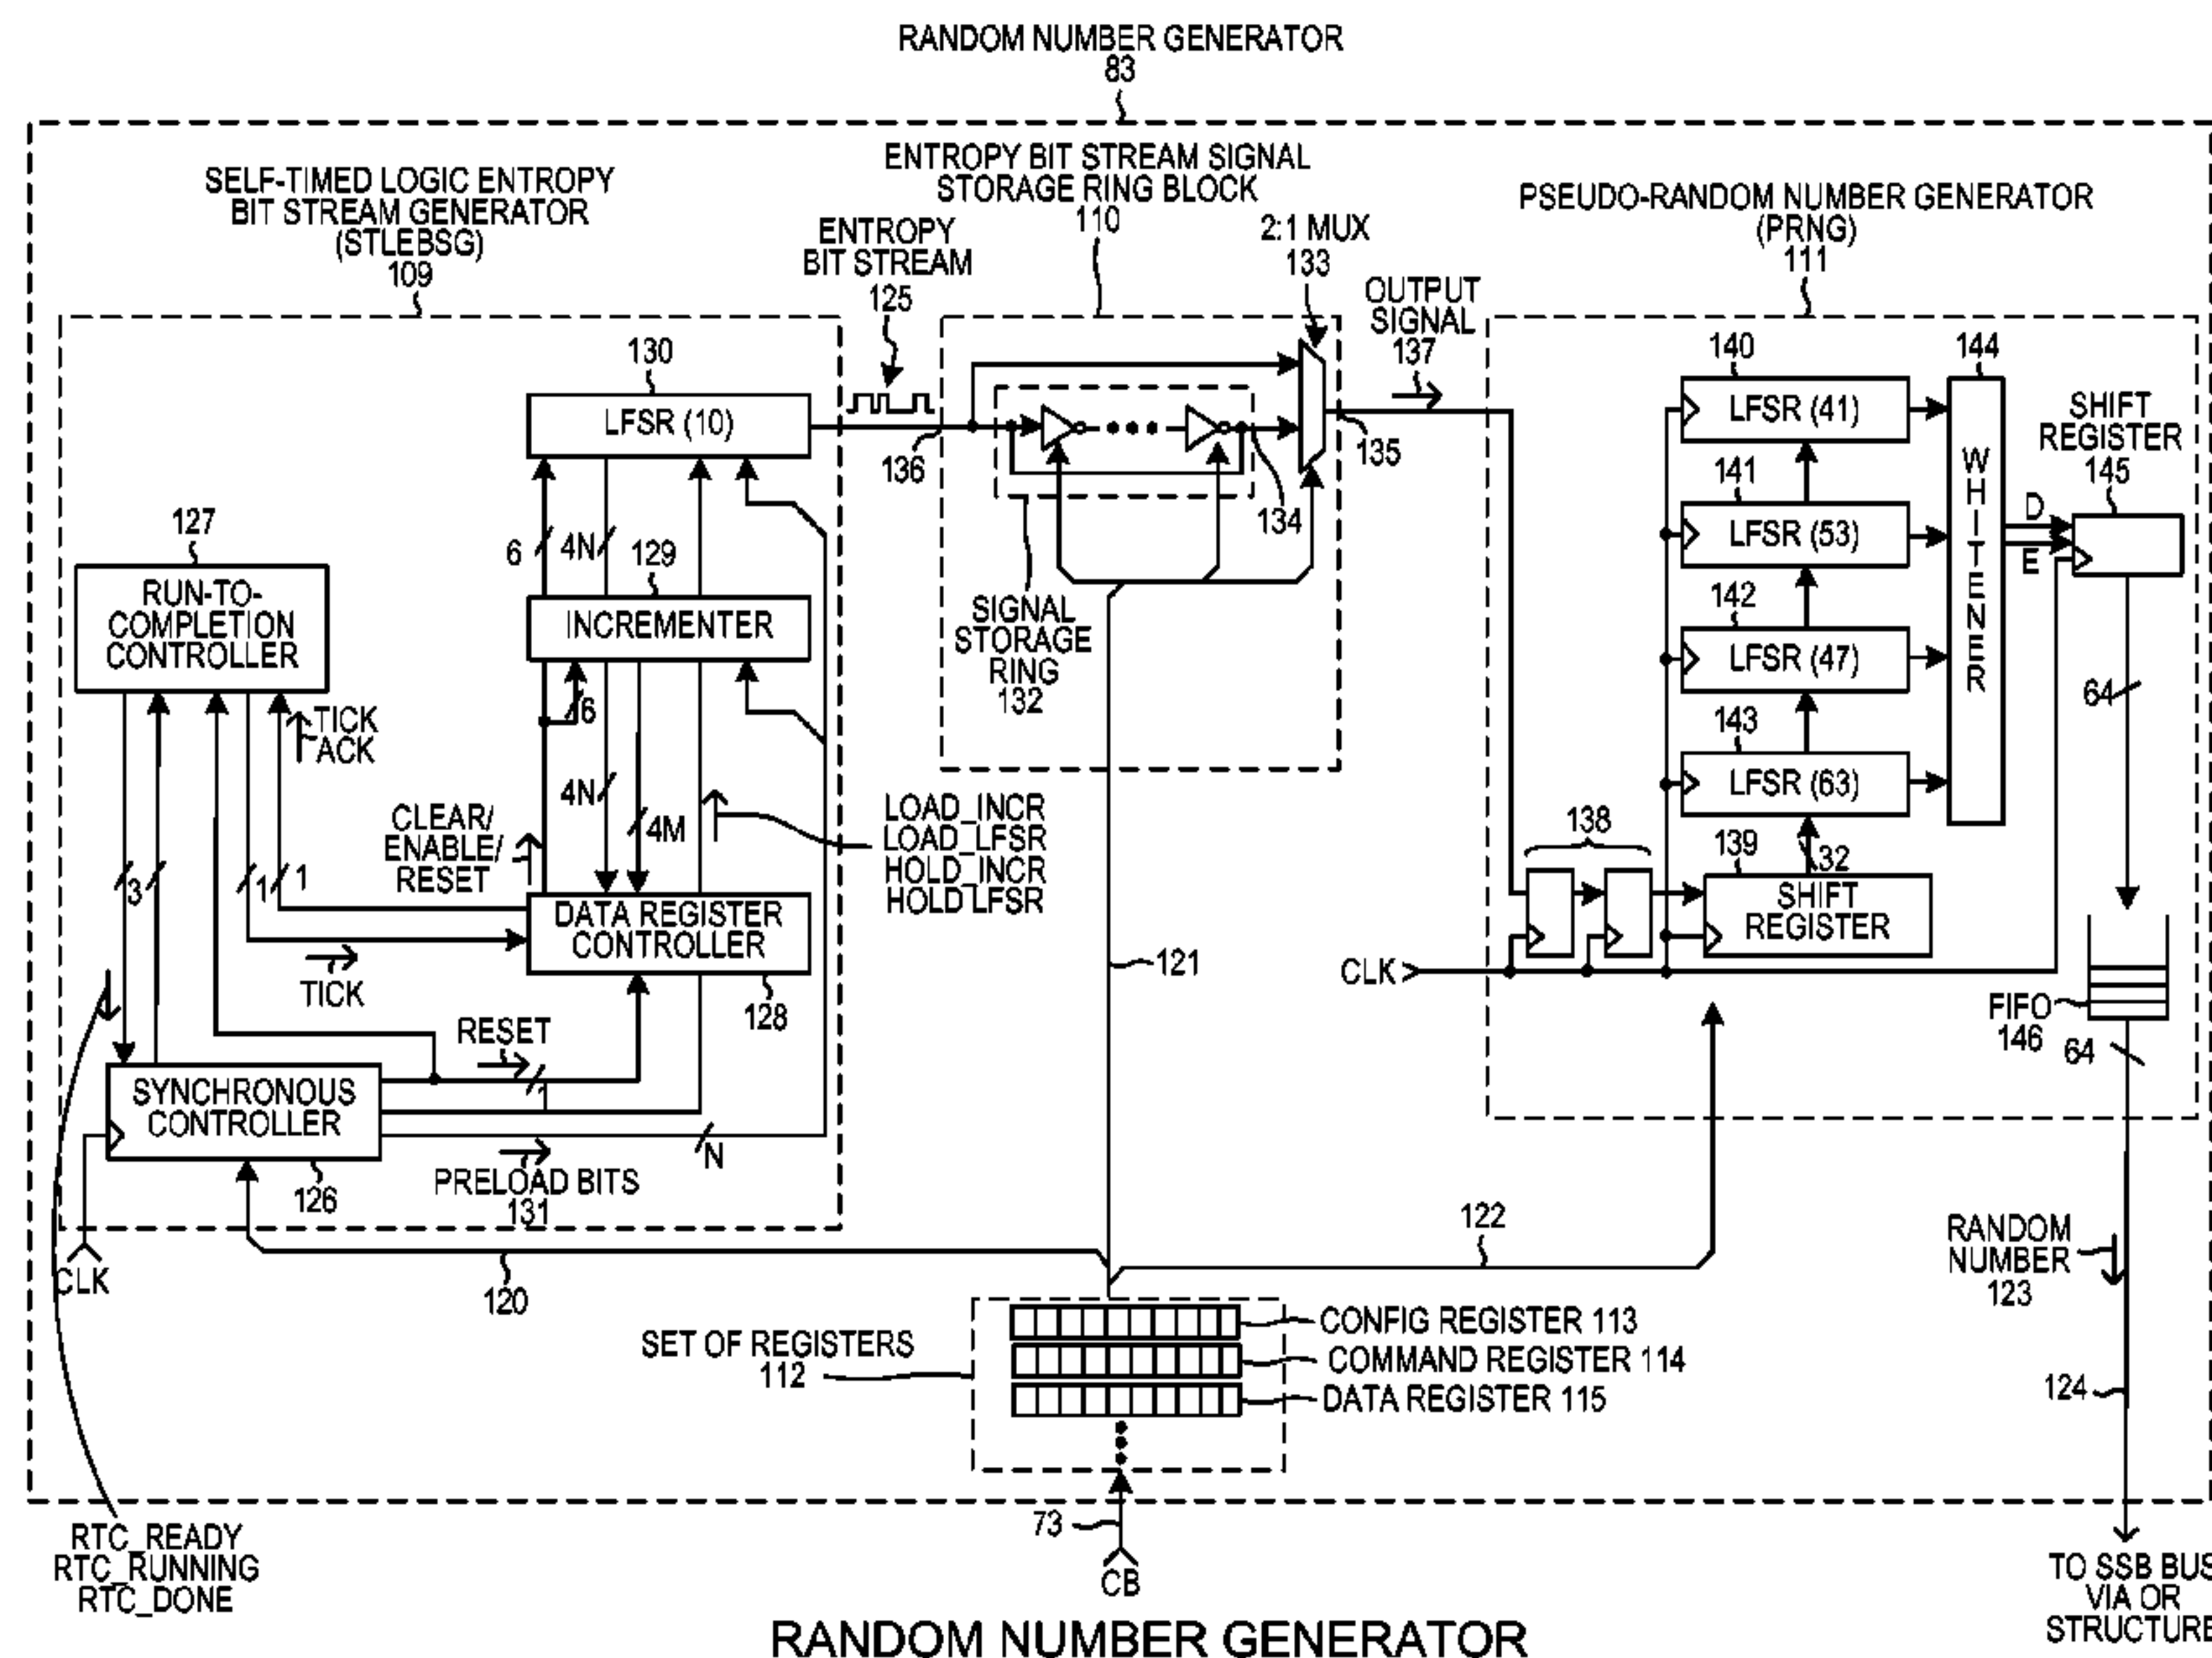 RANDOM NUMBER GENERATOR
83
SELF-TIMED LOGIC ENTROPY
BIT STREAM GENERATOR
(STLEBSG)
109
ENTROPY
BIT STREAM
125
ENTROPY BIT STREAM SIGNAL
STORAGE RING BLOCK
110
2:1 MUX
133
OUTPUT
SIGNAL
137
PSEUDO-RANDOM NUMBER GENERATOR
(PRNG)
111
130
LFSR (10)
6
4N
129
INCREMENTER
6
4N
4M
127
RUN-TO-
COMPLETION
CONTROLLER
TICK
ACK
CLEAR/
ENABLE/
RESET
LOAD_INCR
LOAD_LFSR
HOLD_INCR
HOLD LFSR
3
1
1
TICK
DATA REGISTER
CONTROLLER
128
RESET
1
SYNCHRONOUS
CONTROLLER
126
PRELOAD BITS
131
N
CLK
RTC_READY
RTC_RUNNING
RTC_DONE
136
134
135
SIGNAL
STORAGE
RING
132
121
120
122
140
LFSR (41)
141
LFSR (53)
142
LFSR (47)
143
LFSR (63)
144
WHITENER
D
E
SHIFT
REGISTER
145
64
138
139
32
SHIFT
REGISTER
CLK
FIFO
146
64
RANDOM
NUMBER
123
124
SET OF REGISTERS
112
CONFIG REGISTER 113
COMMAND REGISTER 114
DATA REGISTER 115
73
CB
TO SSB BUS
VIA OR
STRUCTURE
RANDOM NUMBER GENERATOR